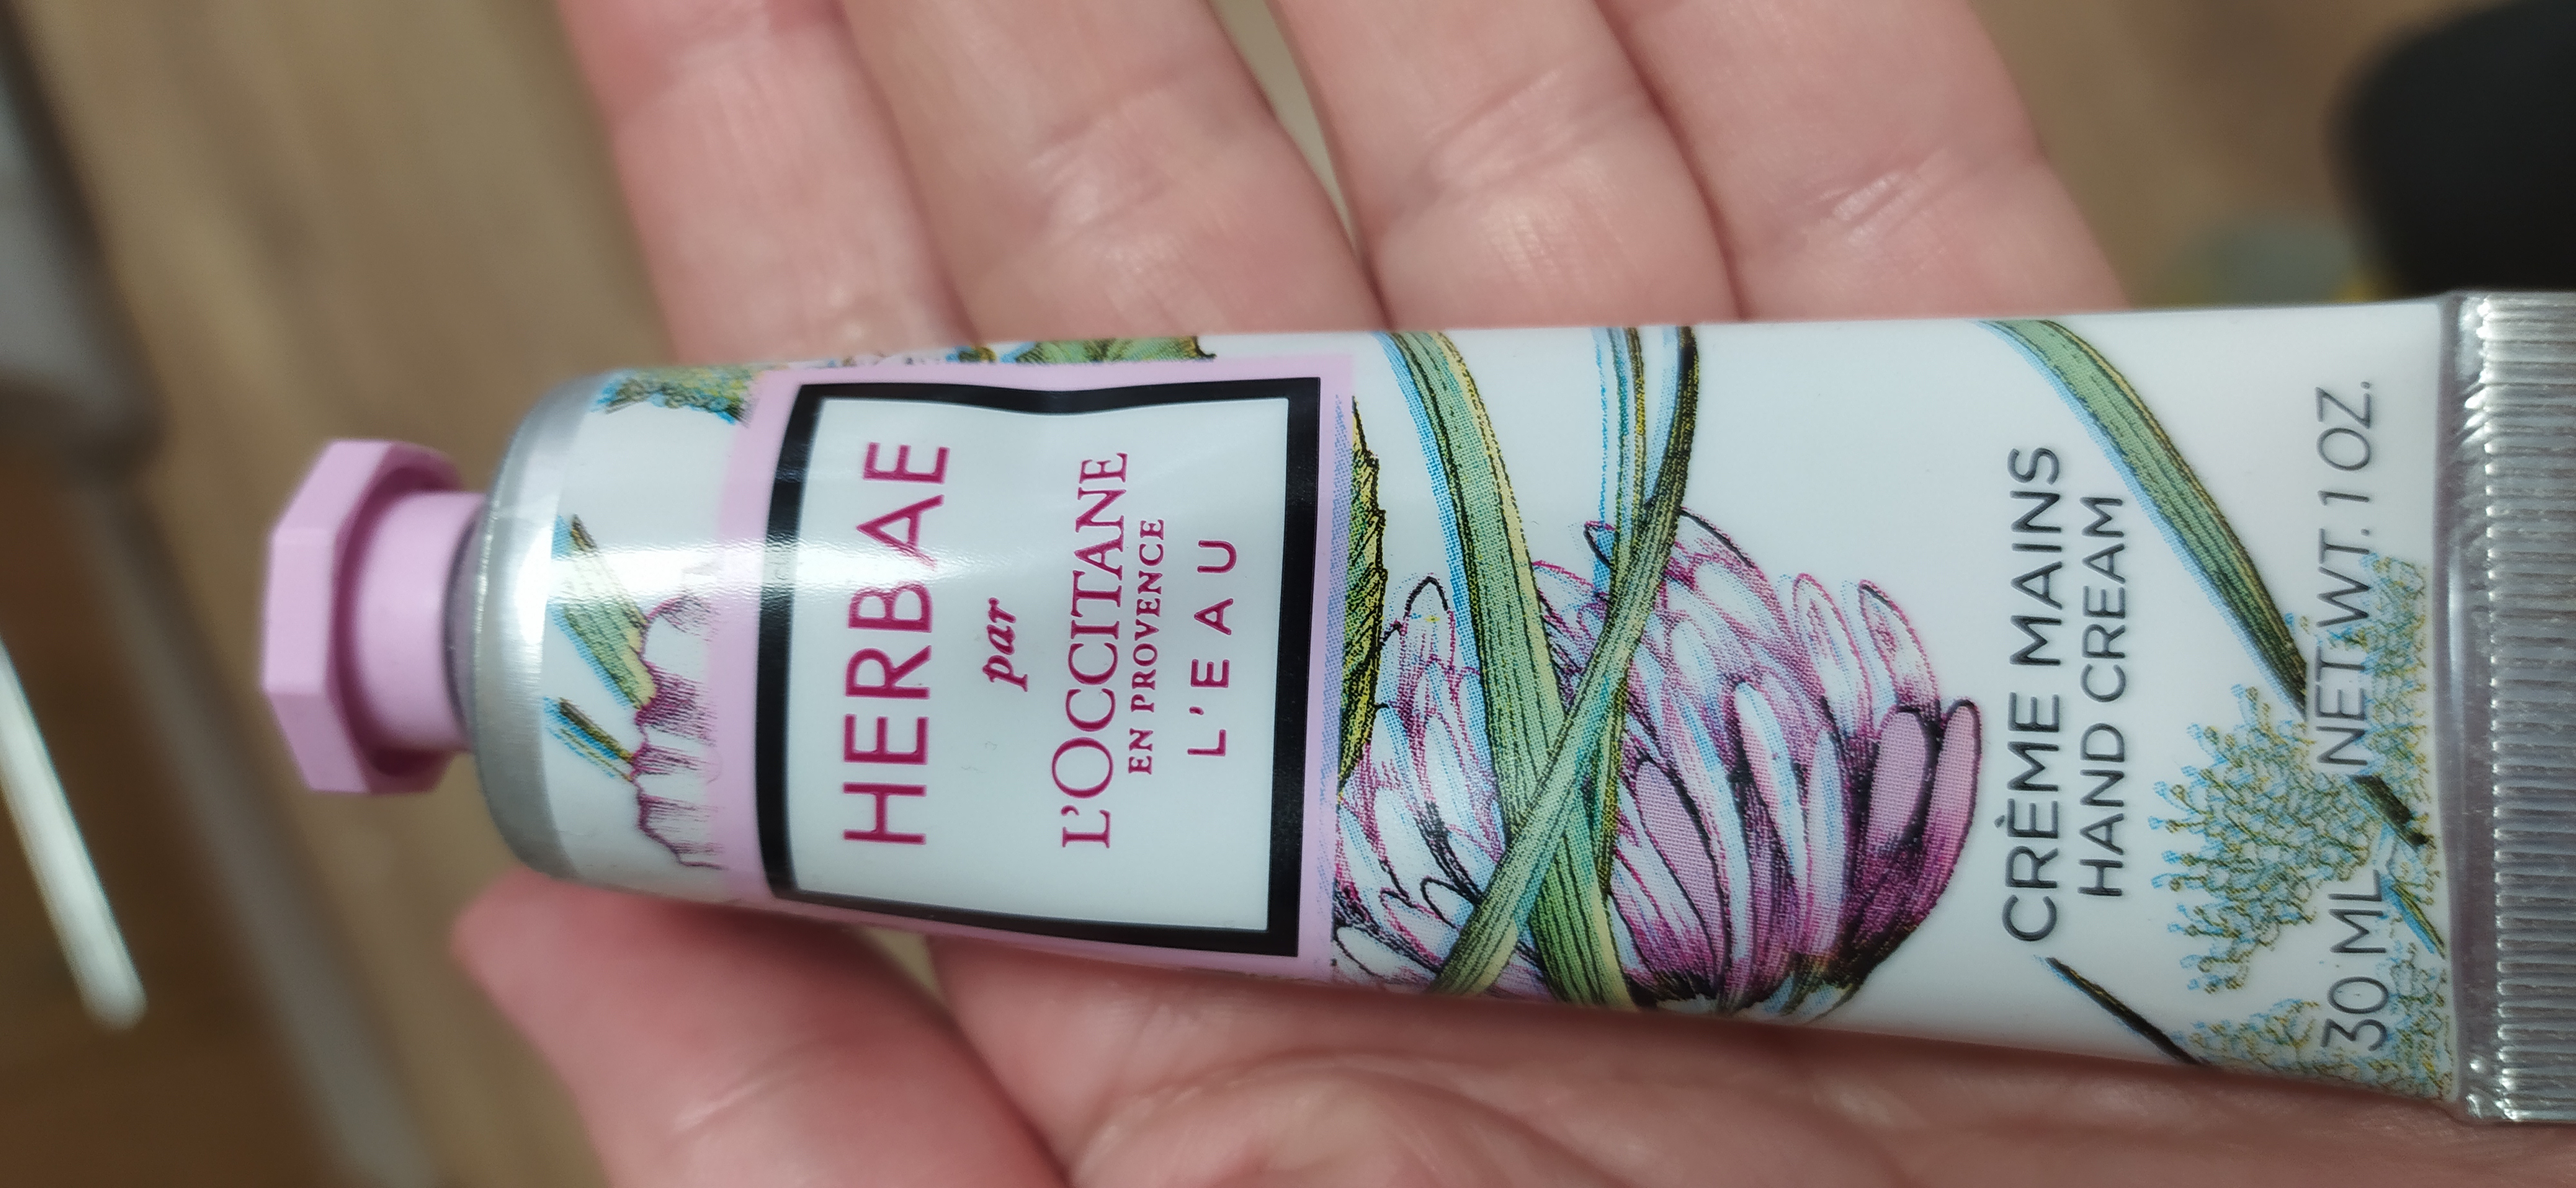 HERBAE
par
L'OCCITANE
EN PROVENCE
L'EAU
CRÈME MAINS
HAND CREAM
30 ML NET WT. 1 OZ.